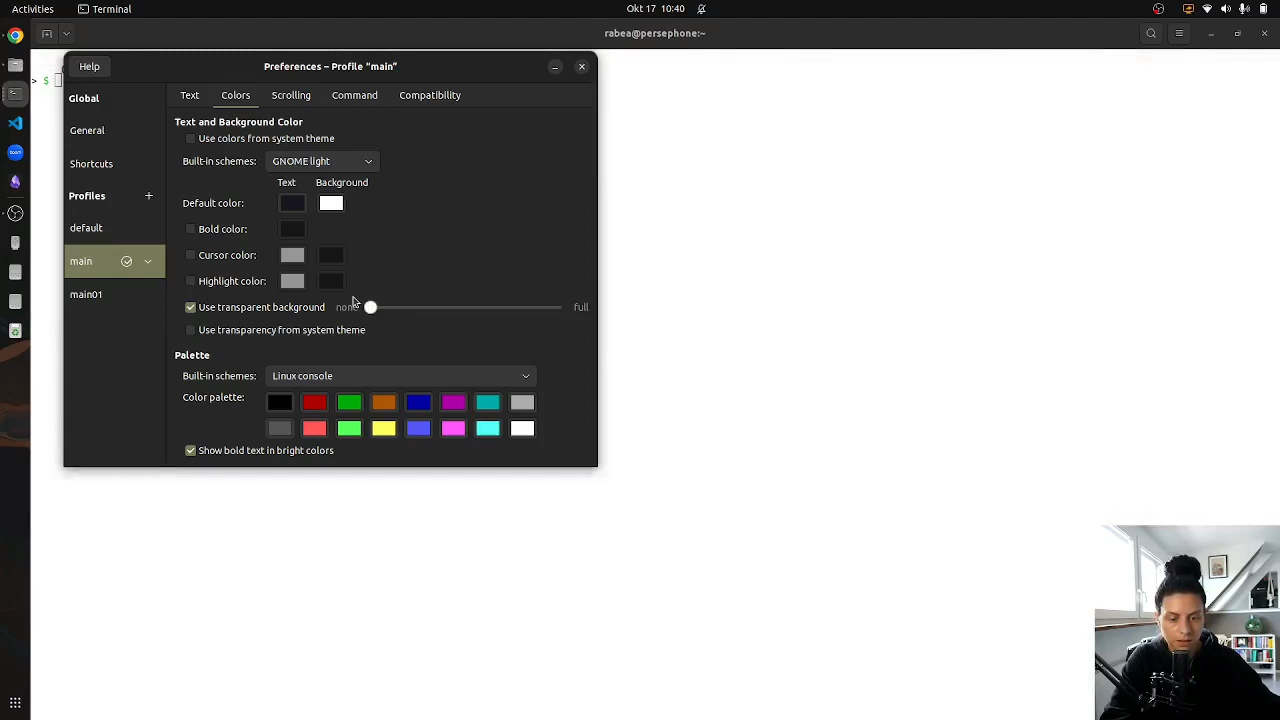 Activities Terminal Okt 17 10:40
rabea@persephone:~
> $
Help Preferences – Profile “main”
Global
General
Shortcuts
Profiles +
default
main
main01
Text Colors Scrolling Command Compatibility
Text and Background Color
Use colors from system theme
Built-in schemes: GNOME light
Text Background
Default color:
Bold color:
Cursor color:
Highlight color:
Use transparent background none full
Use transparency from system theme
Palette
Built-in schemes: Linux console
Color palette:
Show bold text in bright colors